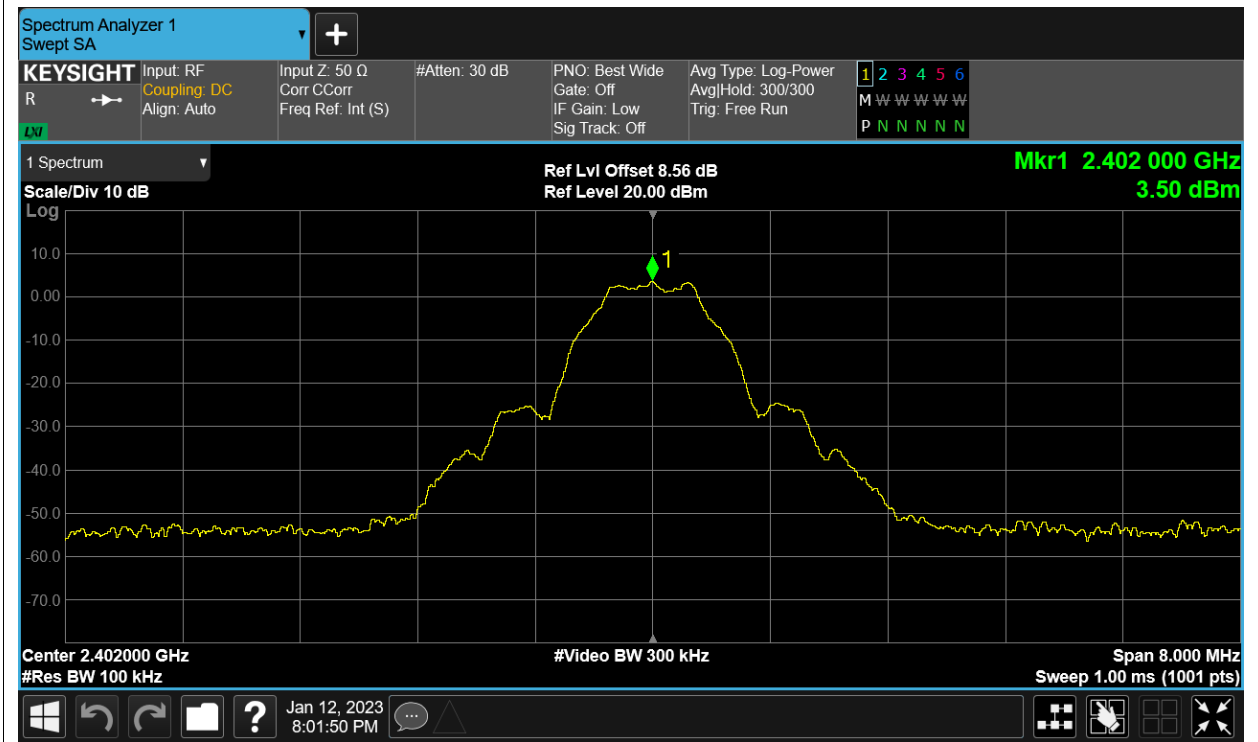 Spectrum Analyzer 1
Swept SA
KEYSIGHT
R
LXI
Input: RF
Coupling: DC
Align: Auto
Input Z: 50 Ω
Corr CCorr
Freq Ref: Int (S)
#Atten: 30 dB
PNO: Best Wide
Gate: Off
IF Gain: Low
Sig Track: Off
Avg Type: Log-Power
Avg|Hold: 300/300
Trig: Free Run
1 2 3 4 5 6
M W W W W W
P N N N N N
1 Spectrum
Scale/Div 10 dB
Log
Ref Lvl Offset 8.56 dB
Ref Level 20.00 dBm
Mkr1 2.402 000 GHz
3.50 dBm
1
10.0
0.00
-10.0
-20.0
-30.0
-40.0
-50.0
-60.0
-70.0
Center 2.402000 GHz
#Res BW 100 kHz
#Video BW 300 kHz
Span 8.000 MHz
Sweep 1.00 ms (1001 pts)
?
Jan 12, 2023
8:01:50 PM